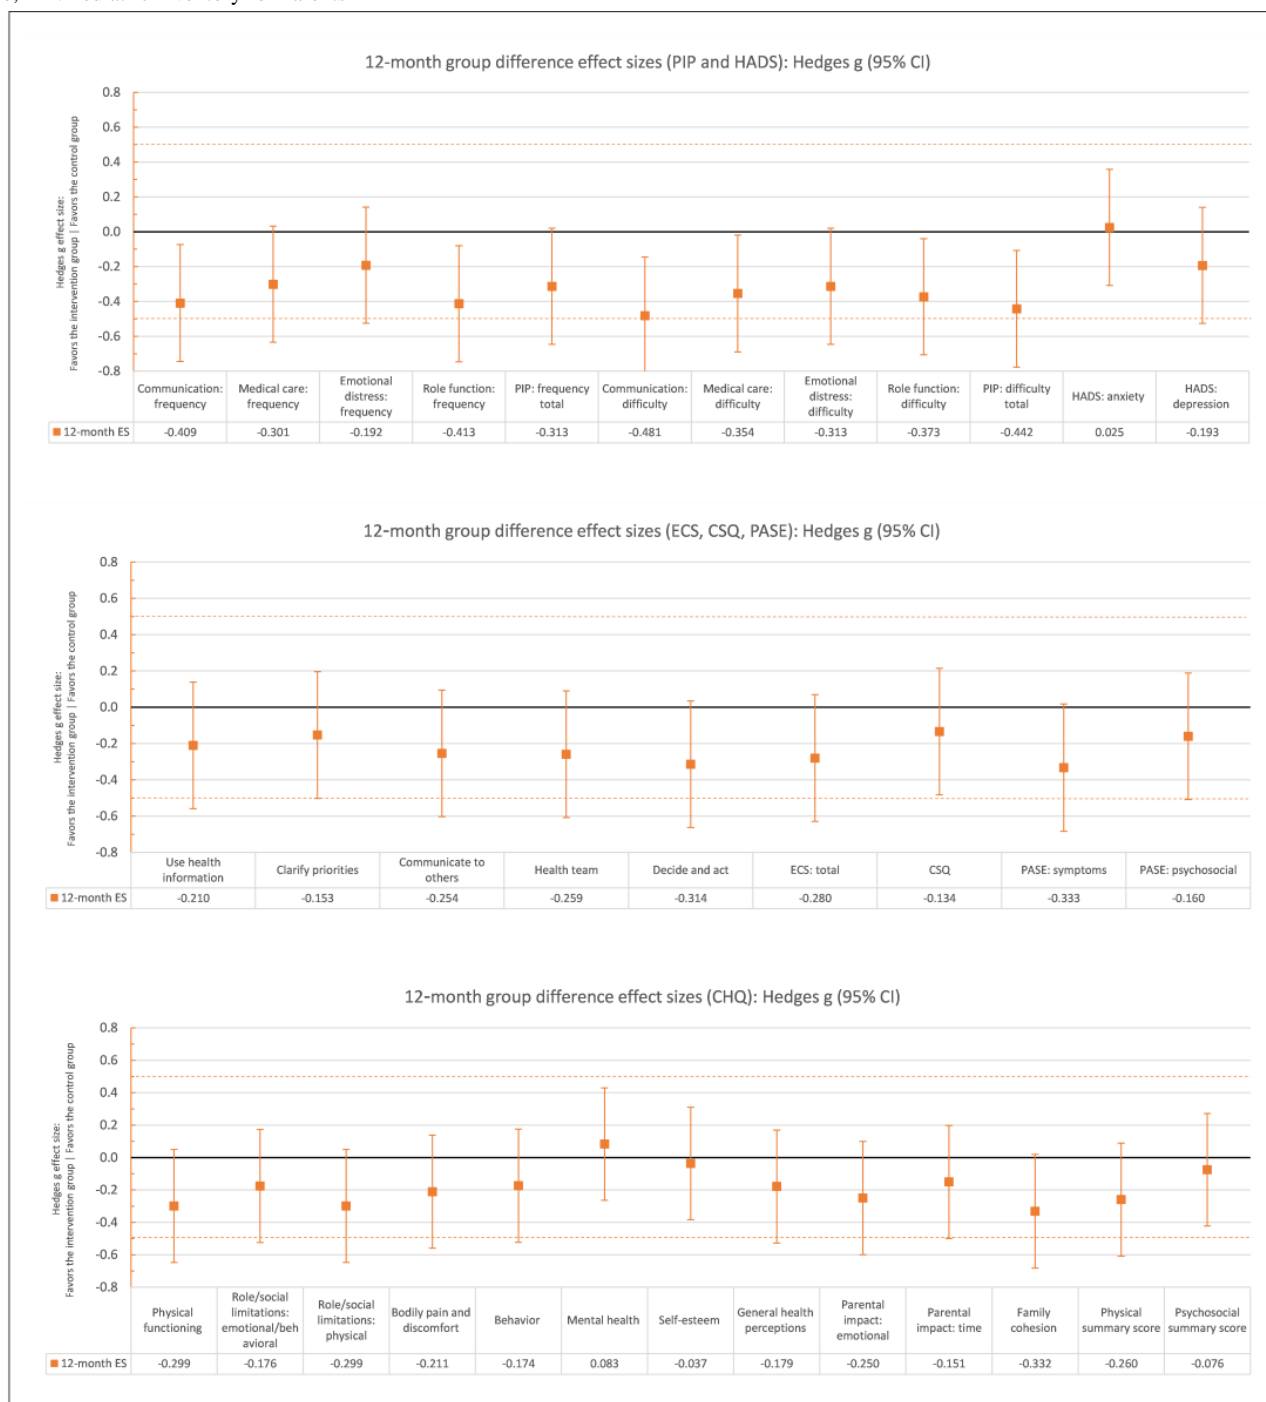 12-month group difference effect sizes (PIP and HADS): Hedges g (95% CI)
Hedges g effect size:
Favors the intervention group | Favors the control group
0.8
0.6
0.4
0.2
0.0
-0.2
-0.4
-0.6
-0.8
Communication: frequency
Medical care: frequency
Emotional distress: frequency
Role function: frequency
PIP: frequency total
Communication: difficulty
Medical care: difficulty
Emotional distress: difficulty
Role function: difficulty
PIP: difficulty total
HADS: anxiety
HADS: depression
12-month ES -0.409 -0.301 -0.192 -0.413 -0.313 -0.481 -0.354 -0.313 -0.373 -0.442 0.025 -0.193
12-month group difference effect sizes (ECS, CSQ, PASE): Hedges g (95% CI)
Hedges g effect size:
Favors the intervention group | Favors the control group
0.8
0.6
0.4
0.2
0.0
-0.2
-0.4
-0.6
-0.8
Use health information
Clarify priorities
Communicate to others
Health team
Decide and act
ECS: total
CSQ
PASE: symptoms
PASE: psychosocial
12-month ES -0.210 -0.153 -0.254 -0.259 -0.314 -0.280 -0.134 -0.333 -0.160
12-month group difference effect sizes (CHQ): Hedges g (95% CI)
Hedges g effect size:
Favors the intervention group | Favors the control group
0.8
0.6
0.4
0.2
0.0
-0.2
-0.4
-0.6
-0.8
Physical functioning
Role/social limitations: emotional/beh avioral
Role/social limitations: physical
Bodily pain and discomfort
Behavior
Mental health
Self-esteem
General health perceptions
Parental impact: emotional
Parental impact: time
Family cohesion
Physical summary score
Psychosocial summary score
12-month ES -0.299 -0.176 -0.299 -0.211 -0.174 0.083 -0.037 -0.179 -0.250 -0.151 -0.332 -0.260 -0.076